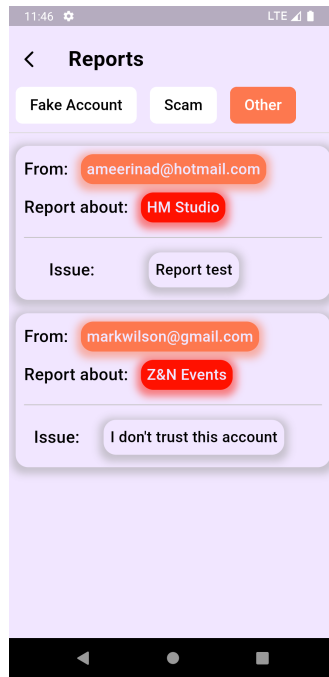 11:46 LTE
Reports
Fake Account Scam Other
From: ameerinad@hotmail.com
Report about: HM Studio
Issue: Report test
From: markwilson@gmail.com
Report about: Z&N Events
Issue: I don't trust this account